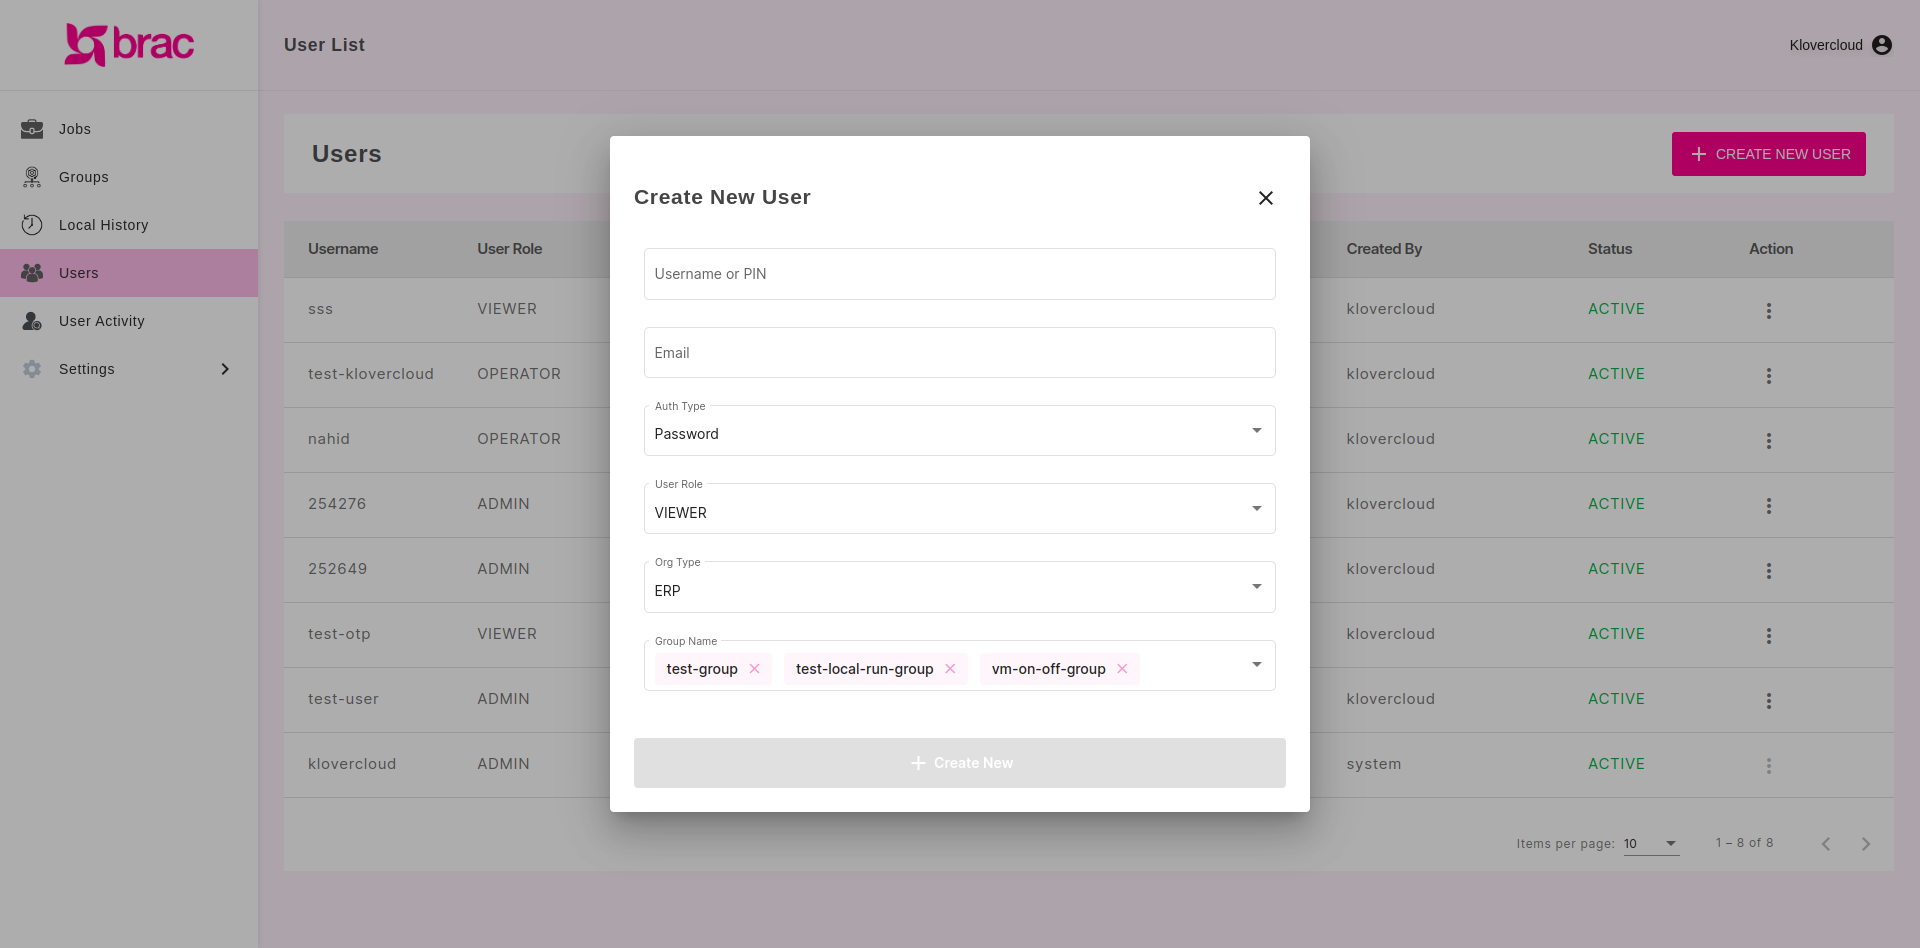 brac
User List
Klovercloud
Jobs
Groups
Local History
Users
User Activity
Settings
Users
CREATE NEW USER
Username User Role Created By Status Action
sss VIEWER klovercloud ACTIVE
test-klovercloud OPERATOR klovercloud ACTIVE
nahid OPERATOR klovercloud ACTIVE
254276 ADMIN klovercloud ACTIVE
252649 ADMIN klovercloud ACTIVE
test-otp VIEWER klovercloud ACTIVE
test-user ADMIN klovercloud ACTIVE
klovercloud ADMIN system ACTIVE
Items per page: 10 1 – 8 of 8
Create New User
Username or PIN
Email
Auth Type
Password
User Role
VIEWER
Org Type
ERP
Group Name
test-group test-local-run-group vm-on-off-group
Create New